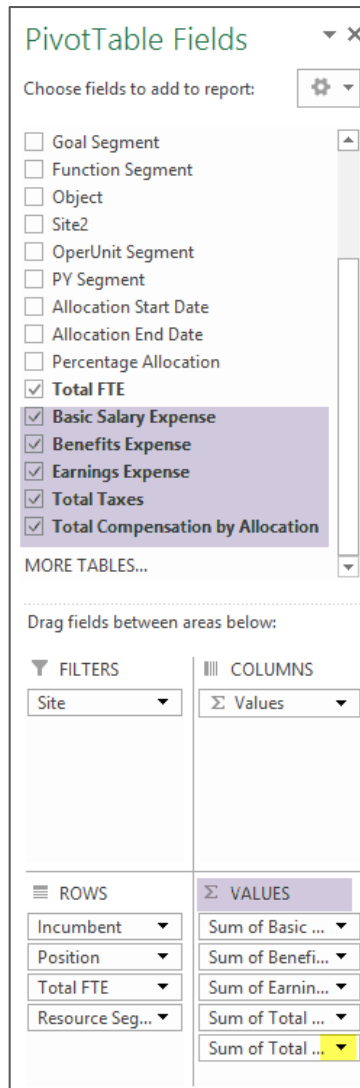 PivotTable Fields
Choose fields to add to report:
Goal Segment
Function Segment
Object
Site2
OperUnit Segment
PY Segment
Allocation Start Date
Allocation End Date
Percentage Allocation
Total FTE
Basic Salary Expense
Benefits Expense
Earnings Expense
Total Taxes
Total Compensation by Allocation
MORE TABLES...
Drag fields between areas below:
FILTERS
Site
COLUMNS
Σ Values
ROWS
Incumbent
Position
Total FTE
Resource Seg...
Σ VALUES
Sum of Basic ...
Sum of Benefi...
Sum of Earnin...
Sum of Total ...
Sum of Total ...